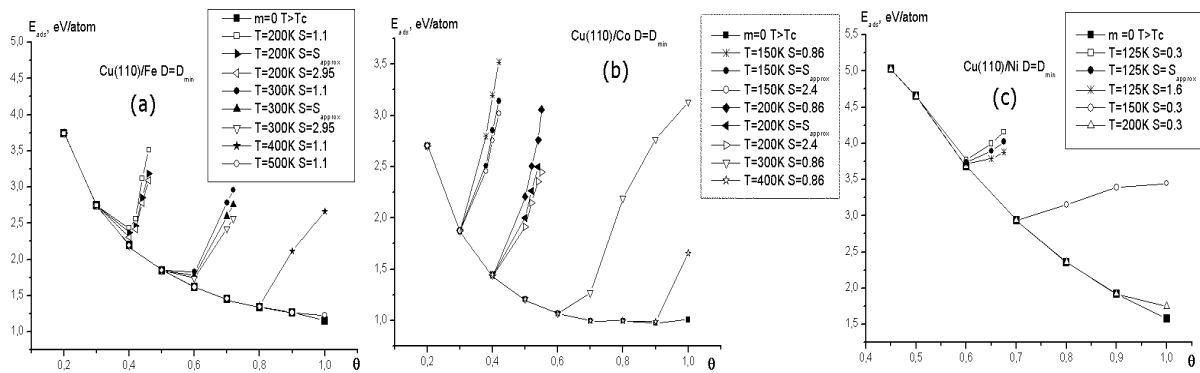 E_ads, eV/atom
Cu(110)/Fe D=D_min
(a)
m=0 T>Tc
T=200K S=1.1
T=200K S=S_approx
T=200K S=2.95
T=300K S=1.1
T=300K S=S_approx
T=300K S=2.95
T=400K S=1.1
T=500K S=1.1
5,0
4,5
4,0
3,5
3,0
2,5
2,0
1,5
1,0
0,2
0,4
0,6
0,8
1,0
θ
E_ads, eV/atom
Cu(110)/Co D=D_min
(b)
m=0 T>Tc
T=150K S=0.86
T=150K S=S_approx
T=150K S=2.4
T=200K S=0.86
T=200K S=S_approx
T=200K S=2.4
T=300K S=0.86
T=400K S=0.86
3,5
3,0
2,5
2,0
1,5
1,0
0,2
0,4
0,6
0,8
1,0
θ
E_ads, eV/atom
Cu(110)/Ni D=D_min
(c)
m=0 T>Tc
T=125K S=0.3
T=125K S=S_approx
T=125K S=1.6
T=150K S=0.3
T=200K S=0.3
5,5
5,0
4,5
4,0
3,5
3,0
2,5
2,0
1,5
0,4
0,5
0,6
0,7
0,8
0,9
1,0
θ